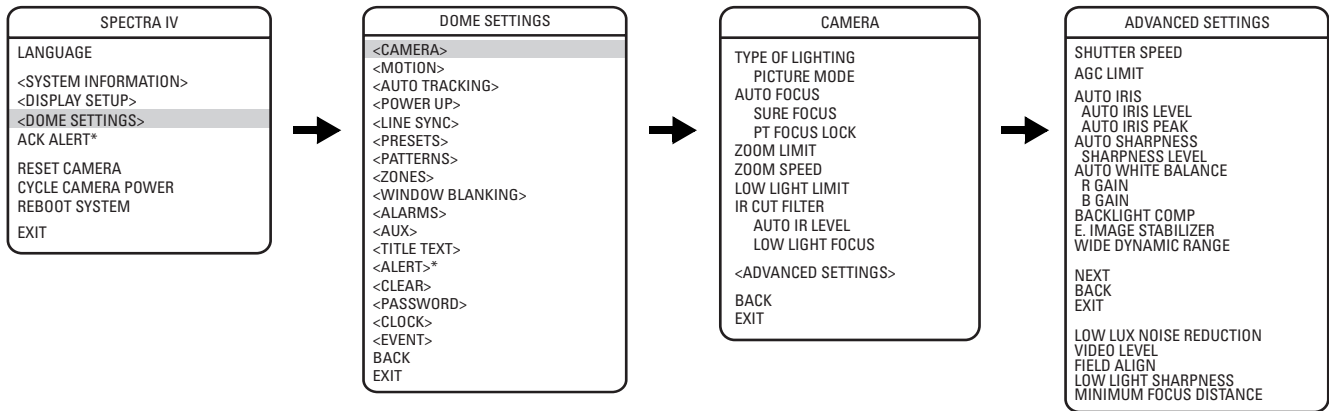 SPECTRA IV
LANGUAGE
<SYSTEM INFORMATION>
<DISPLAY SETUP>
<DOME SETTINGS>
ACK ALERT*
RESET CAMERA
CYCLE CAMERA POWER
REBOOT SYSTEM
EXIT
DOME SETTINGS
<CAMERA>
<MOTION>
<AUTO TRACKING>
<POWER UP>
<LINE SYNC>
<PRESETS>
<PATTERNS>
<ZONES>
<WINDOW BLANKING>
<ALARMS>
<AUX>
<TITLE TEXT>
<ALERT>*
<CLEAR>
<PASSWORD>
<CLOCK>
<EVENT>
BACK
EXIT
CAMERA
TYPE OF LIGHTING
PICTURE MODE
AUTO FOCUS
SURE FOCUS
PT FOCUS LOCK
ZOOM LIMIT
ZOOM SPEED
LOW LIGHT LIMIT
IR CUT FILTER
AUTO IR LEVEL
LOW LIGHT FOCUS
<ADVANCED SETTINGS>
BACK
EXIT
ADVANCED SETTINGS
SHUTTER SPEED
AGC LIMIT
AUTO IRIS
AUTO IRIS LEVEL
AUTO IRIS PEAK
AUTO SHARPNESS
SHARPNESS LEVEL
AUTO WHITE BALANCE
R GAIN
B GAIN
BACKLIGHT COMP
E. IMAGE STABILIZER
WIDE DYNAMIC RANGE
NEXT
BACK
EXIT
LOW LUX NOISE REDUCTION
VIDEO LEVEL
FIELD ALIGN
LOW LIGHT SHARPNESS
MINIMUM FOCUS DISTANCE